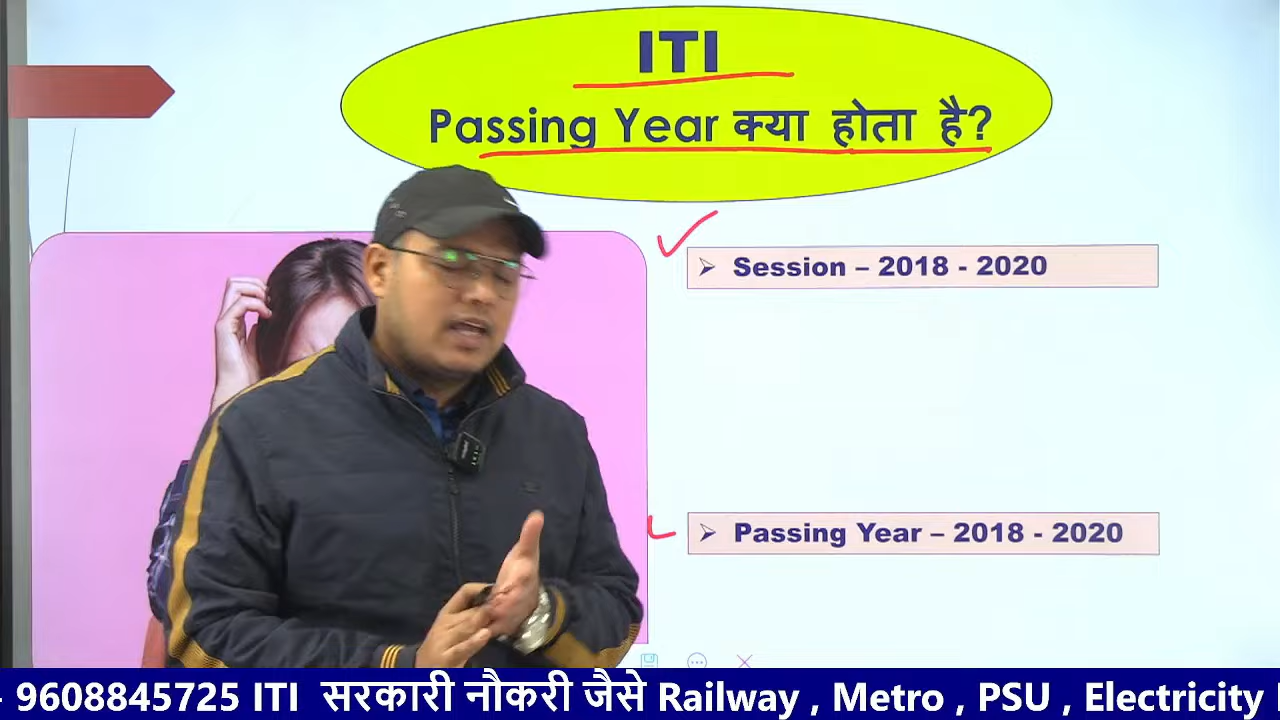 ITI
Passing Year क्या होता है?
Session – 2018 - 2020
Passing Year – 2018 - 2020
- 9608845725 ITI सरकारी नौकरी जैसे Railway , Metro , PSU , Electricity